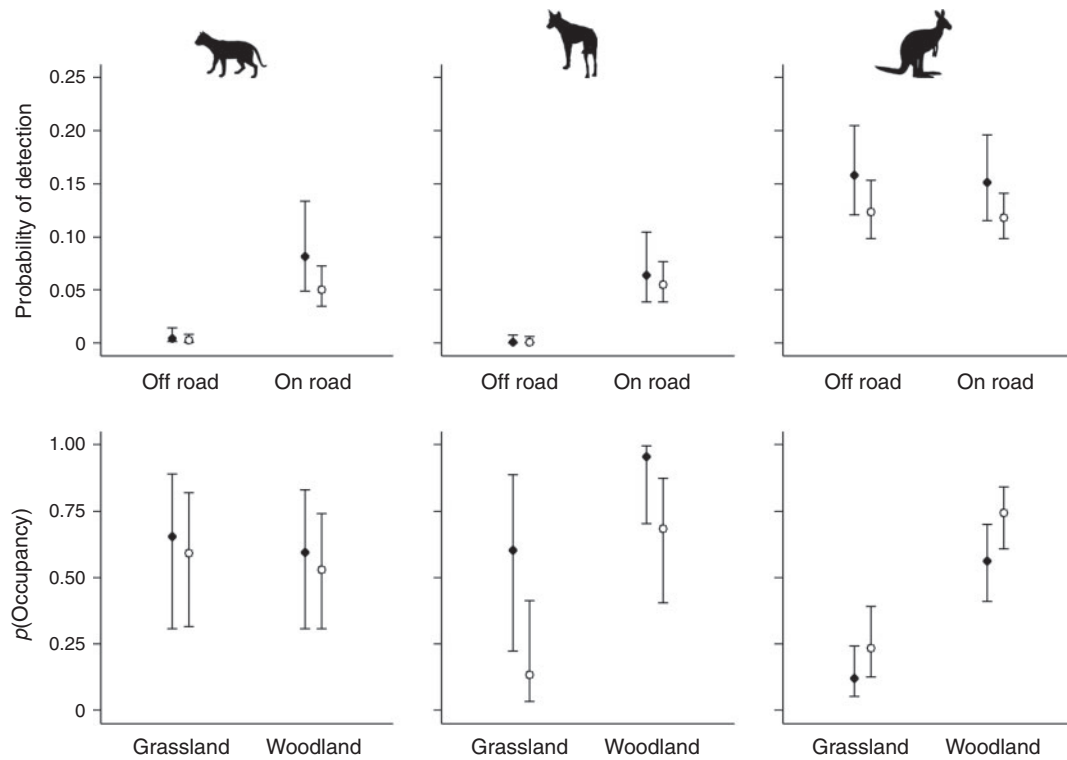 0.25
0.20
0.15
0.10
0.05
0
Probability of detection
Off road On road Off road On road Off road On road
1.00
0.75
0.50
0.25
0
p(Occupancy)
Grassland Woodland Grassland Woodland Grassland Woodland